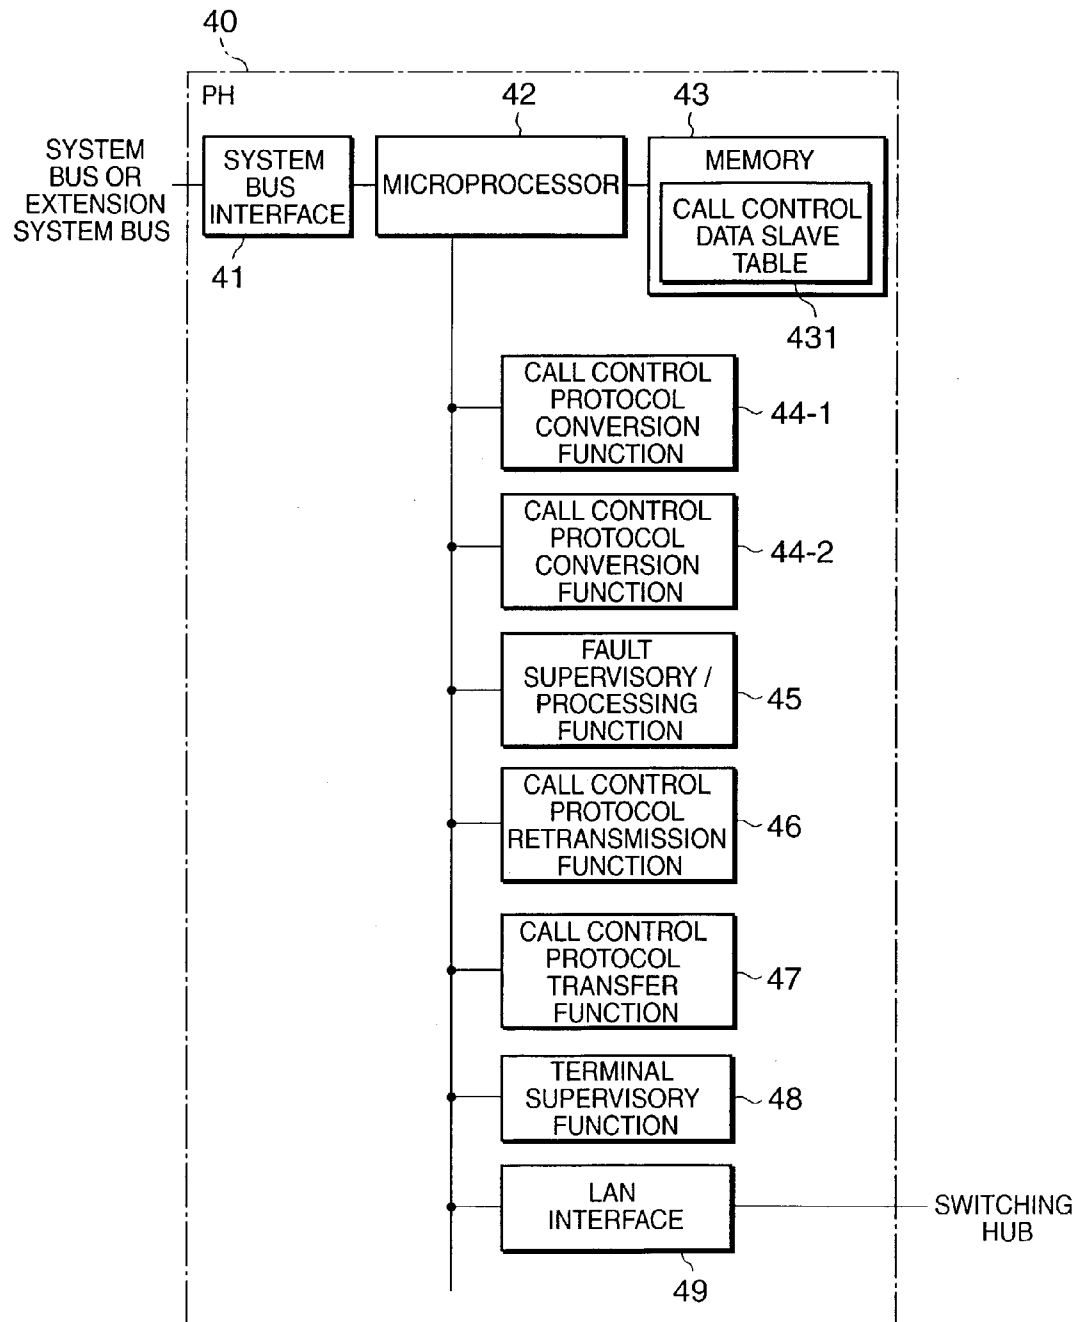 40
PH
42
43
SYSTEM
BUS OR
EXTENSION
SYSTEM BUS
SYSTEM
BUS
INTERFACE
41
MICROPROCESSOR
MEMORY
CALL CONTROL
DATA SLAVE
TABLE
431
CALL CONTROL
PROTOCOL
CONVERSION
FUNCTION
44-1
CALL CONTROL
PROTOCOL
CONVERSION
FUNCTION
44-2
FAULT
SUPERVISORY /
PROCESSING
FUNCTION
45
CALL CONTROL
PROTOCOL
RETRANSMISSION
FUNCTION
46
CALL CONTROL
PROTOCOL
TRANSFER
FUNCTION
47
TERMINAL
SUPERVISORY
FUNCTION
48
LAN
INTERFACE
49
SWITCHING
HUB